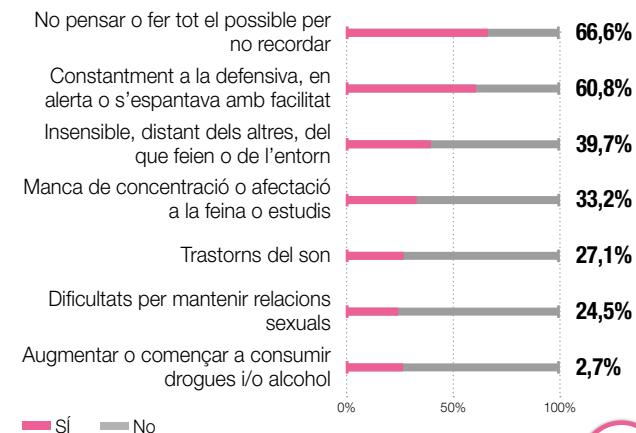 No pensar o fer tot el possible per
no recordar
66,6%
Constantment a la defensiva, en
alerta o s’espantava amb facilitat
60,8%
Insensible, distant dels altres, del
que feien o de l’entorn
39,7%
Manca de concentració o afectació
a la feina o estudis
33,2%
Trastorns del son
27,1%
Dificultats per mantenir relacions
sexuals
24,5%
Augmentar o començar a consumir
drogues i/o alcohol
2,7%
0% 50% 100%
SÍ No